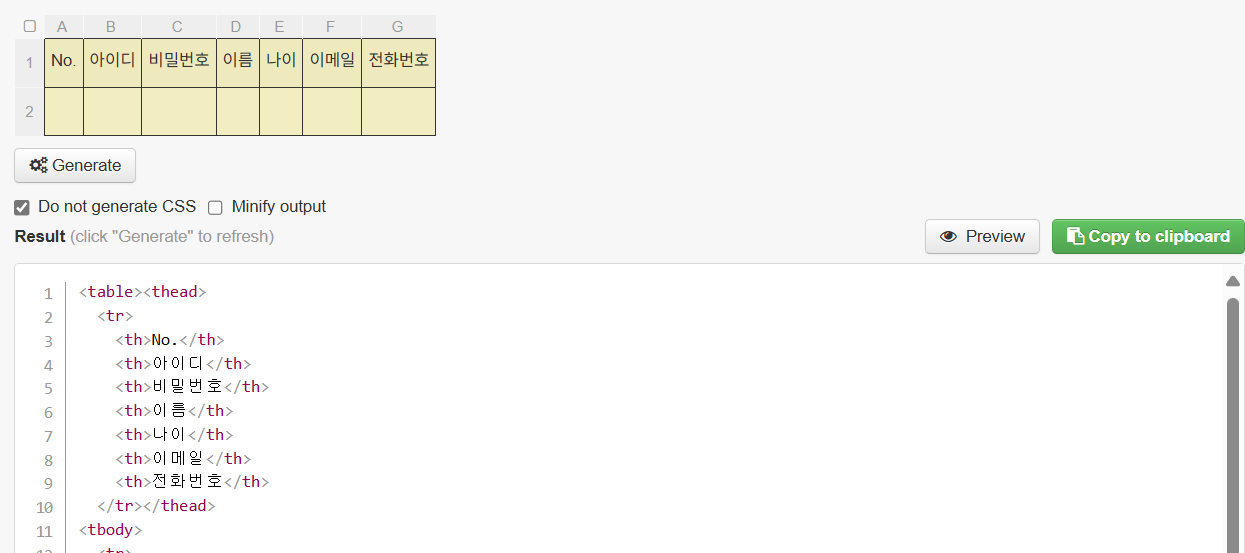 A B C D E F G
1 No. 아이디 비밀번호 이름 나이 이메일 전화번호
2
Generate
Do not generate CSS Minify output
Result (click "Generate" to refresh) Preview Copy to clipboard
1 <table><thead>
2 <tr>
3 <th>No.</th>
4 <th>아이디</th>
5 <th>비밀번호</th>
6 <th>이름</th>
7 <th>나이</th>
8 <th>이메일</th>
9 <th>전화번호</th>
10 </tr></thead>
11 <tbody>
12 <tr>